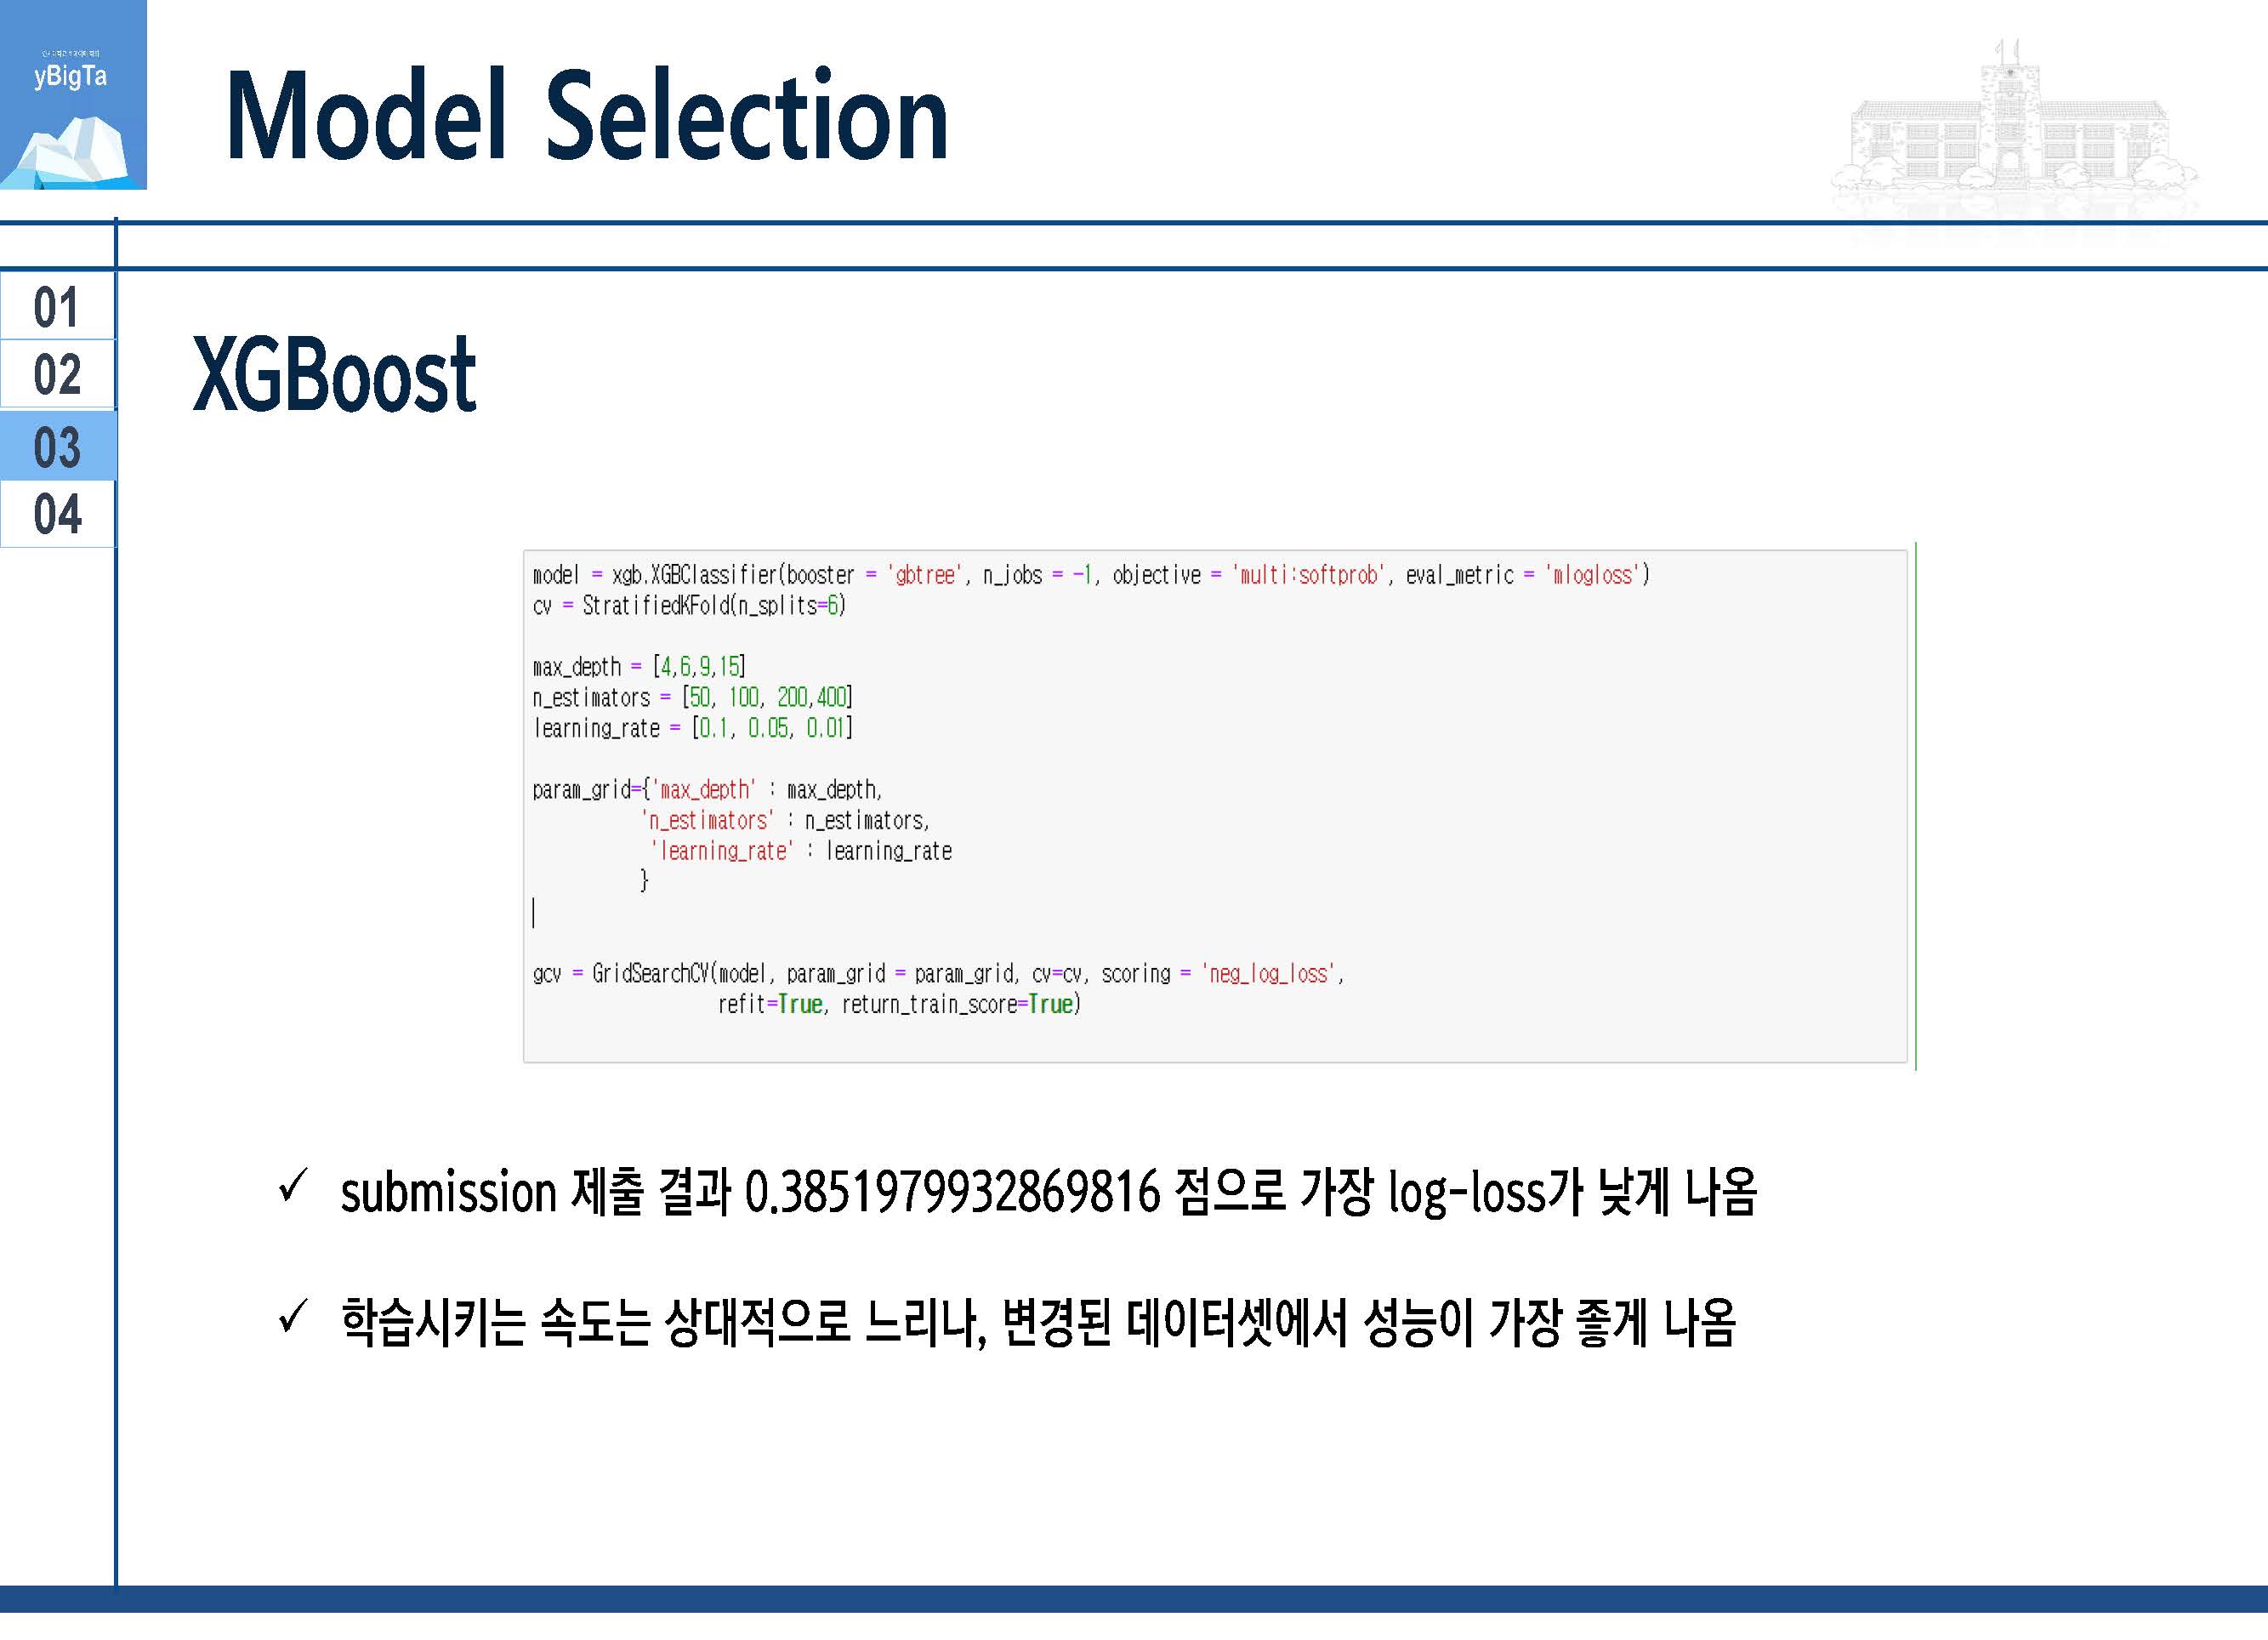 yBigTa
Model Selection
01
02
03
04
XGBoost
model = xgb.XGBClassifier(booster = 'gbtree', n_jobs = -1, objective = 'multi:softprob', eval_metric = 'mlogloss')
cv = StratifiedKFold(n_splits=6)
max_depth = [4,6,9,15]
n_estimators = [50, 100, 200,400]
learning_rate = [0.1, 0.05, 0.01]
param_grid={'max_depth' : max_depth,
'n_estimators' : n_estimators,
'learning_rate' : learning_rate
}
gcv = GridSearchCV(model, param_grid = param_grid, cv=cv, scoring = 'neg_log_loss',
refit=True, return_train_score=True)
✓ submission 제출 결과 0.3851979932869816 점으로 가장 log-loss가 낮게 나옴
✓ 학습시키는 속도는 상대적으로 느리나, 변경된 데이터셋에서 성능이 가장 좋게 나옴